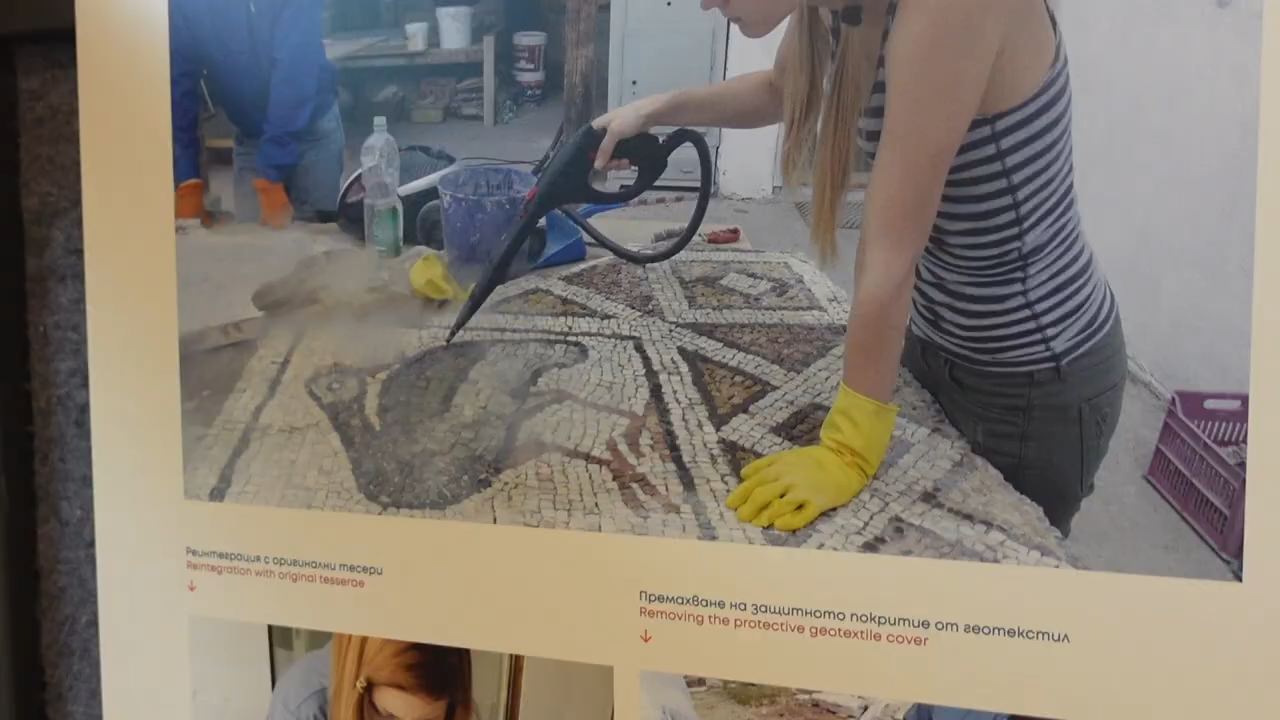 Реинтеграция с оригинални тесери
Reintegration with original tesserae
Премахване на защитното покритие от геотекстил
Removing the protective geotextile cover